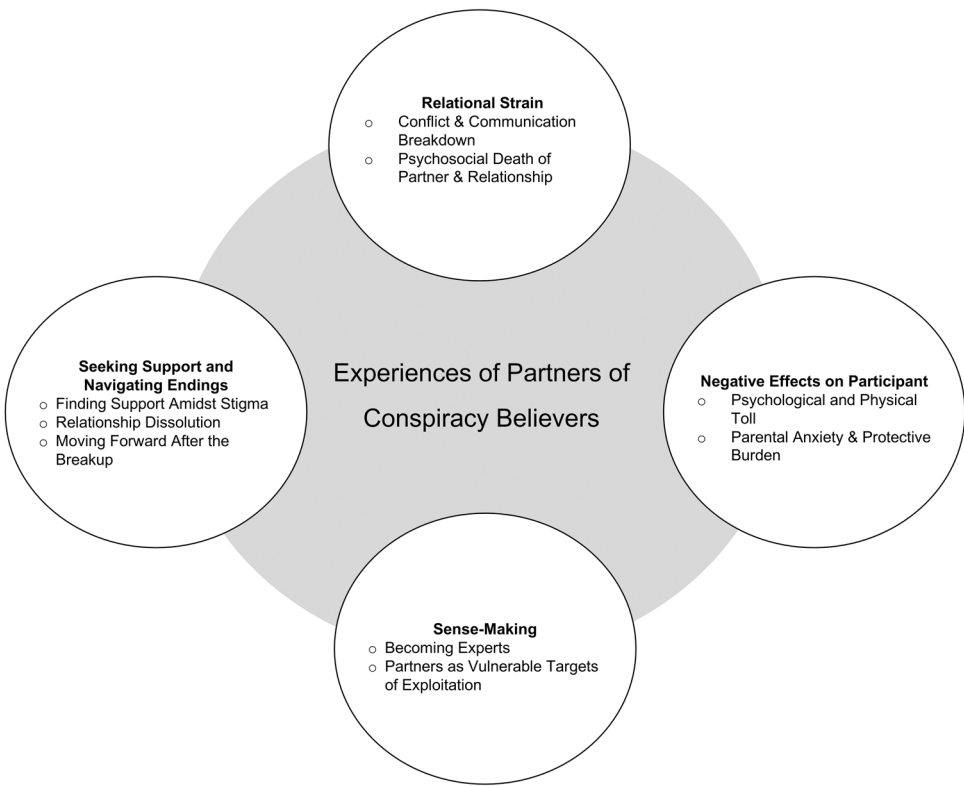 Relational Strain
○ Conflict & Communication
Breakdown
○ Psychosocial Death of
Partner & Relationship
Seeking Support and
Navigating Endings
○ Finding Support Amidst Stigma
○ Relationship Dissolution
○ Moving Forward After the
Breakup
Experiences of Partners of
Conspiracy Believers
Negative Effects on Participant
○ Psychological and Physical
Toll
○ Parental Anxiety & Protective
Burden
Sense-Making
○ Becoming Experts
○ Partners as Vulnerable Targets
of Exploitation